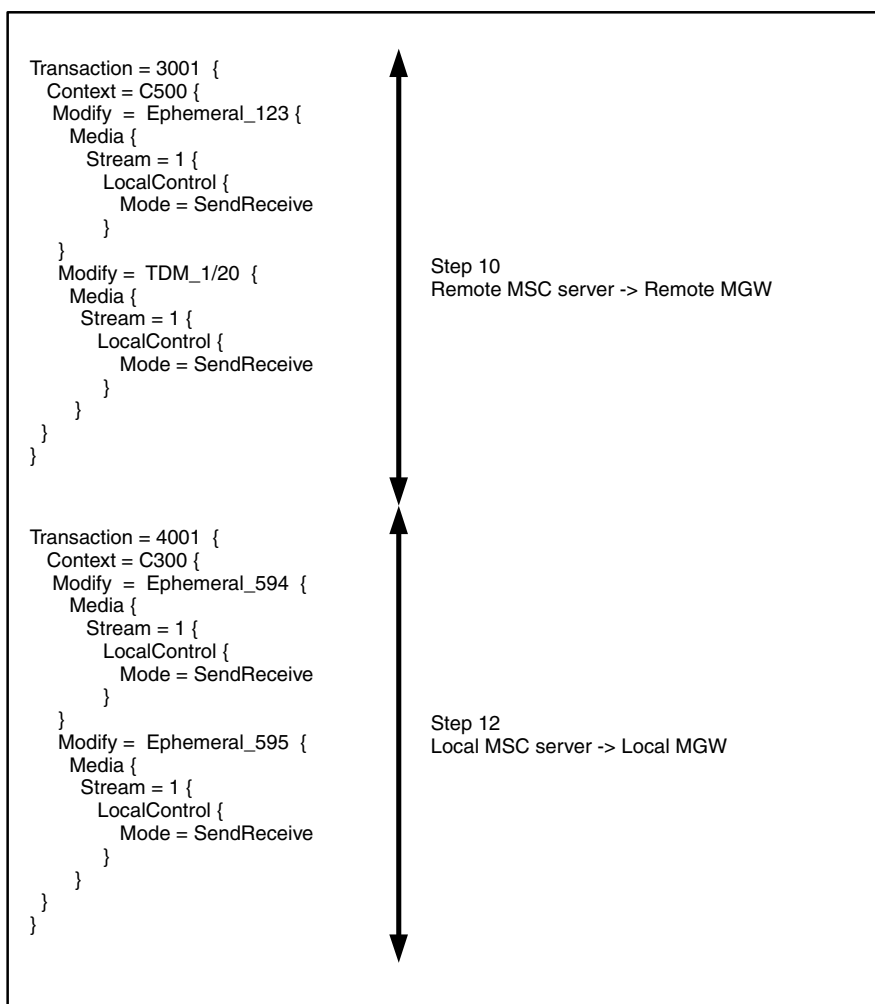 Transaction = 3001 {
Context = C500 {
Modify = Ephemeral_123 {
Media {
Stream = 1 {
LocalControl {
Mode = SendReceive
}
}
Modify = TDM_1/20 {
Media {
Stream = 1 {
LocalControl {
Mode = SendReceive
}
}
}
}
Step 10
Remote MSC server -> Remote MGW
Transaction = 4001 {
Context = C300 {
Modify = Ephemeral_594 {
Media {
Stream = 1 {
LocalControl {
Mode = SendReceive
}
}
Modify = Ephemeral_595 {
Media {
Stream = 1 {
LocalControl {
Mode = SendReceive
}
}
}
}
Step 12
Local MSC server -> Local MGW